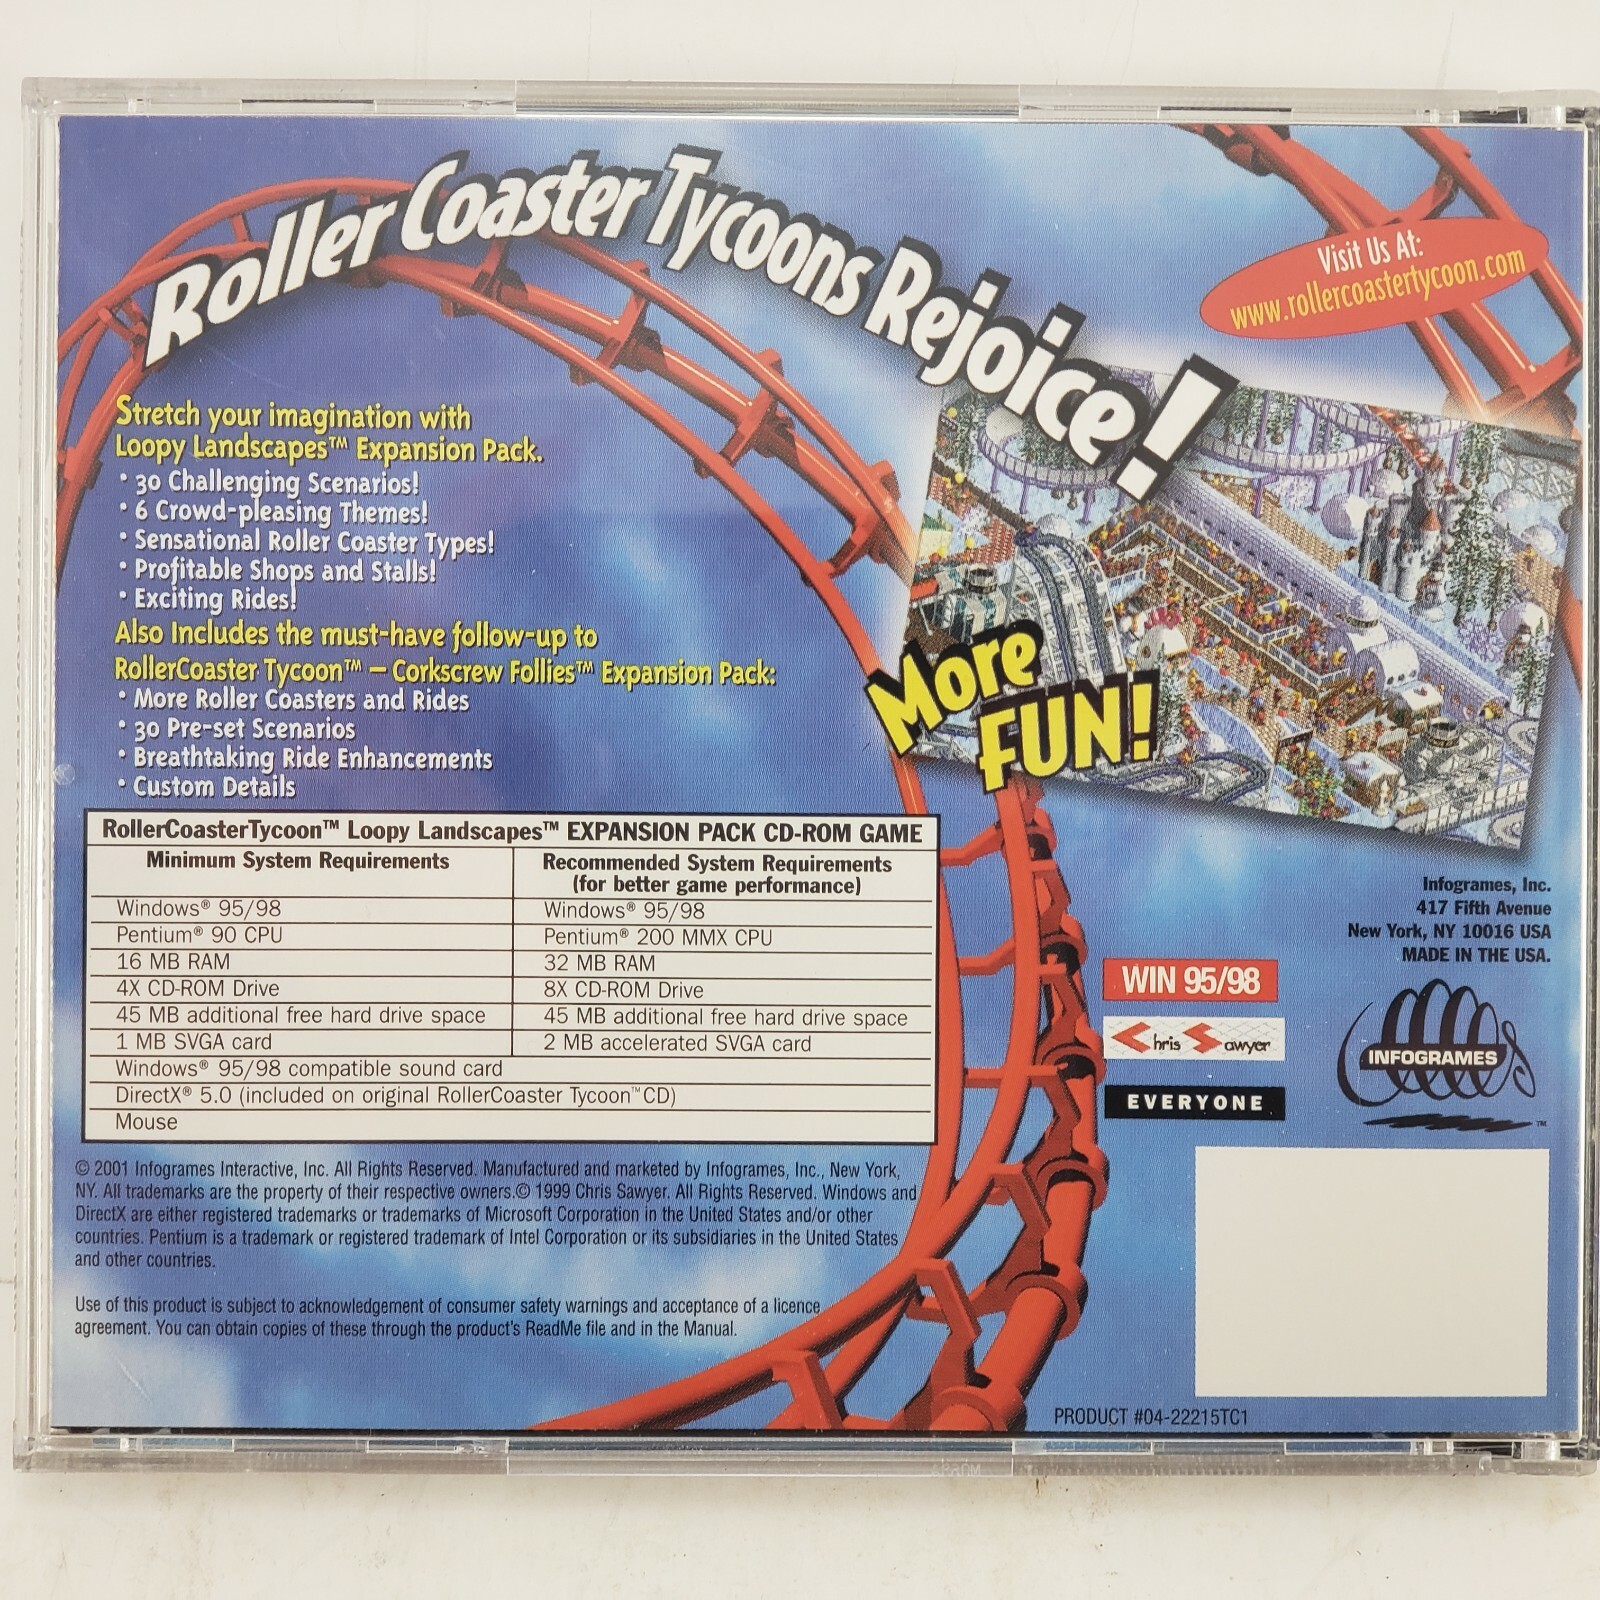 Roller Coaster Tycoons Rejoice!
Visit Us At:
www.rollercoastertycoon.com
Stretch your imagination with
Loopy Landscapes™ Expansion Pack.
• 30 Challenging Scenarios!
• 6 Crowd-pleasing Themes!
• Sensational Roller Coaster Types!
• Profitable Shops and Stalls!
• Exciting Rides!
Also Includes the must-have follow-up to
RollerCoaster Tycoon™ – Corkscrew Follies™ Expansion Pack:
• More Roller Coasters and Rides
• 30 Pre-set Scenarios
• Breathtaking Ride Enhancements
• Custom Details
More
FUN!
RollerCoasterTycoon™ Loopy Landscapes™ EXPANSION PACK CD-ROM GAME
Minimum System Requirements
Recommended System Requirements
(for better game performance)
Windows® 95/98
Windows® 95/98
Pentium® 90 CPU
Pentium® 200 MMX CPU
16 MB RAM
32 MB RAM
4X CD-ROM Drive
8X CD-ROM Drive
45 MB additional free hard drive space
45 MB additional free hard drive space
1 MB SVGA card
2 MB accelerated SVGA card
Windows® 95/98 compatible sound card
DirectX® 5.0 (included on original RollerCoaster Tycoon™CD)
Mouse
Infogrames, Inc.
417 Fifth Avenue
New York, NY 10016 USA
MADE IN THE USA.
WIN 95/98
Chris Sawyer
EVERYONE
INFOGRAMES
™
© 2001 Infogrames Interactive, Inc. All Rights Reserved. Manufactured and marketed by Infogrames, Inc., New York,
NY. All trademarks are the property of their respective owners.© 1999 Chris Sawyer. All Rights Reserved. Windows and
DirectX are either registered trademarks or trademarks of Microsoft Corporation in the United States and/or other
countries. Pentium is a trademark or registered trademark of Intel Corporation or its subsidiaries in the United States
and other countries.
Use of this product is subject to acknowledgement of consumer safety warnings and acceptance of a licence
agreement. You can obtain copies of these through the product's ReadMe file and in the Manual.
PRODUCT #04-22215TC1